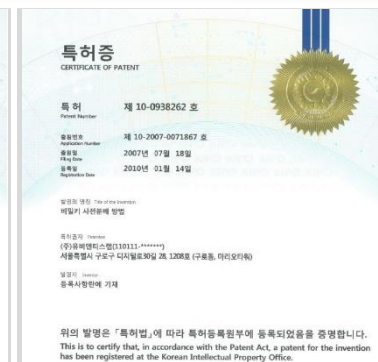 특허증
CERTIFICATE OF PATENT
특 허 제 10-0938262 호
Patent Number
출원번호 제 10-2007-0071867 호
Application Number
출원일 2007년 07월 18일
Filing Date
등록일 2010년 01월 14일
Registration Date
발명의 명칭 Title of the Invention
비밀키 사전분배 방법
특허권자 Patentee
(주)유비앤티스랩(110111-*******)
서울특별시 구로구 디지털로30길 28, 1208호 (구로동, 마리오타워)
발명자 Inventor
등록사항란에 기재
위의 발명은 「특허법」에 따라 특허등록원부에 등록되었음을 증명합니다.
This is to certify that, in accordance with the Patent Act, a patent for the invention
has been registered at the Korean Intellectual Property Office.